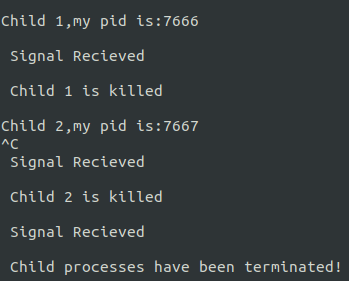 Child 1,my pid is:7666
Signal Recieved
Child 1 is killed
Child 2,my pid is:7667
^C
Signal Recieved
Child 2 is killed
Signal Recieved
Child processes have been terminated!